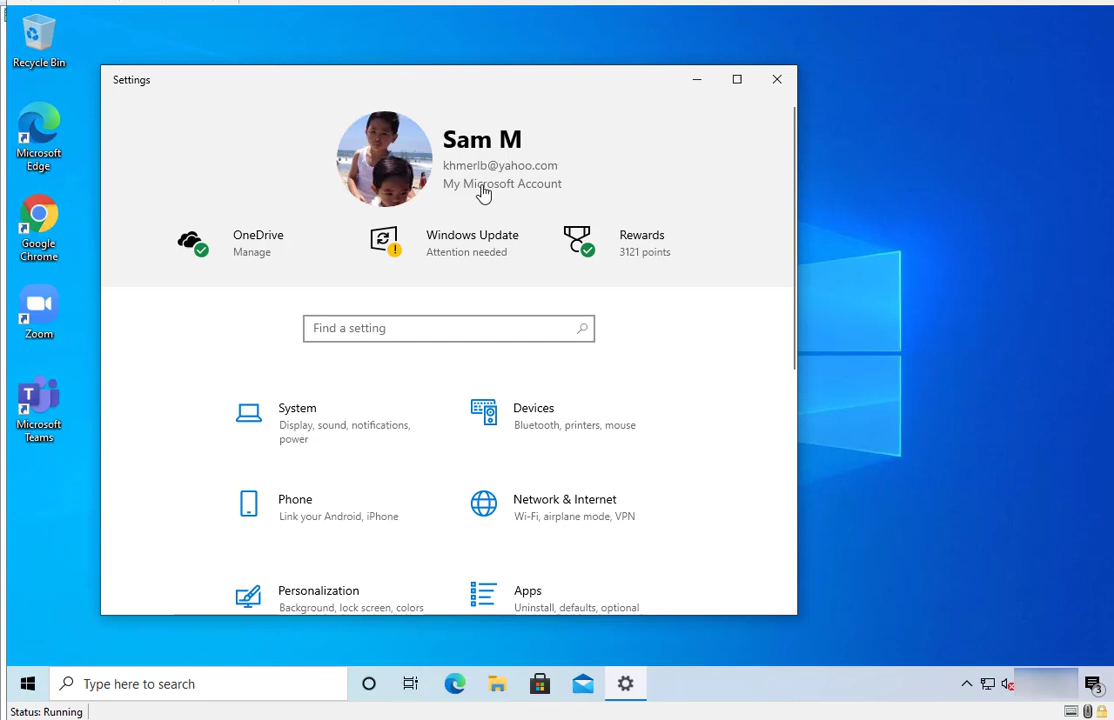 Recycle Bin
Microsoft
Edge
Google
Chrome
Zoom
Microsoft
Teams
Settings
Sam M
khmerlb@yahoo.com
My Microsoft Account
OneDrive
Manage
Windows Update
Attention needed
Rewards
3121 points
Find a setting
System
Display, sound, notifications,
power
Devices
Bluetooth, printers, mouse
Phone
Link your Android, iPhone
Network & Internet
Wi-Fi, airplane mode, VPN
Personalization
Background, lock screen, colors
Apps
Uninstall, defaults, optional
Type here to search
3
Status: Running